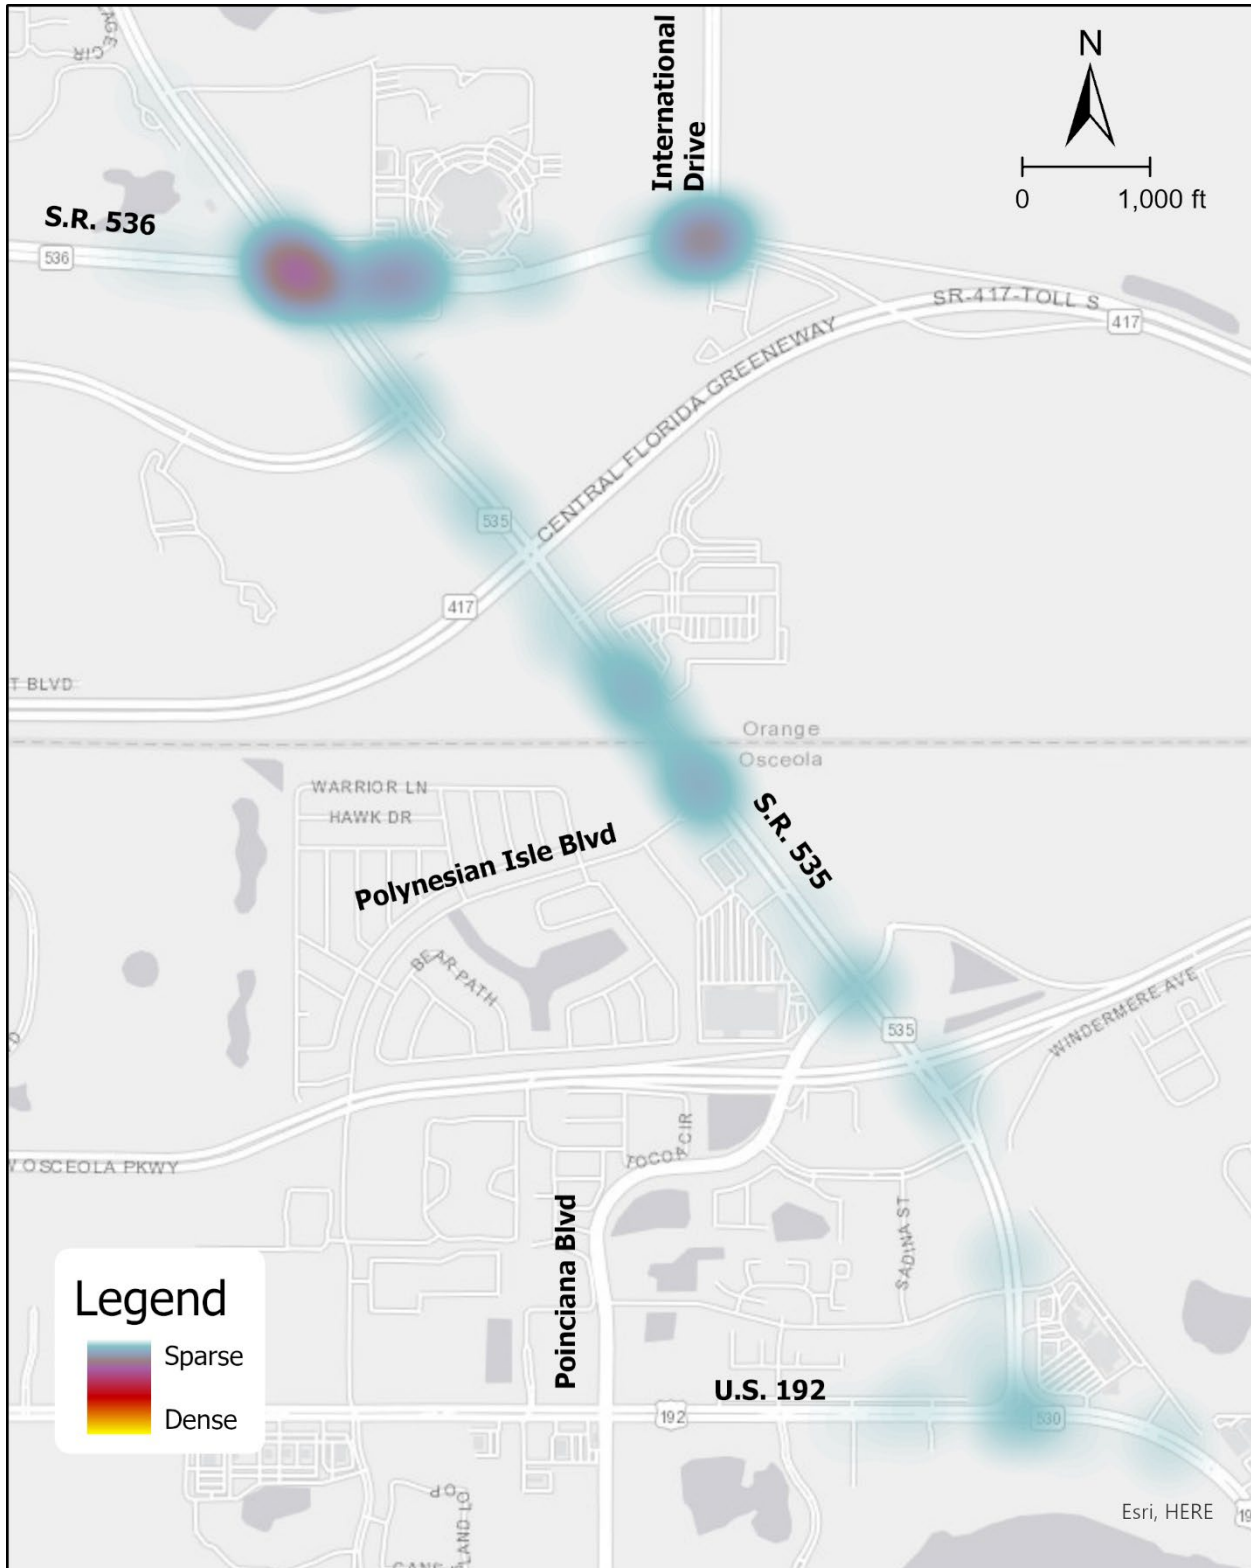 CIR
International
Drive
N
0
1,000 ft
S.R. 536
536
SR-417-TOLL S
417
CENTRAL FLORIDA GREENEWAY
535
417
T BLVD
Orange
Osceola
WARRIOR LN
HAWK DR
S.R. 535
Polynesian Isle Blvd
BEAR PATH
535
WINDERMERE AVE
TOCOA CIR
W OSCEOLA PKWY
Poinciana Blvd
SADINA ST
Legend
Sparse
Dense
U.S. 192
192
530
Esri, HERE
19